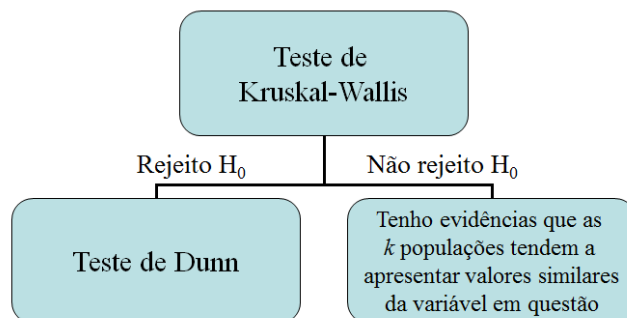 Teste de
Kruskal-Wallis
Rejeito H₀
Não rejeito H₀
Teste de Dunn
Tenho evidências que as
k populações tendem a
apresentar valores similares
da variável em questão